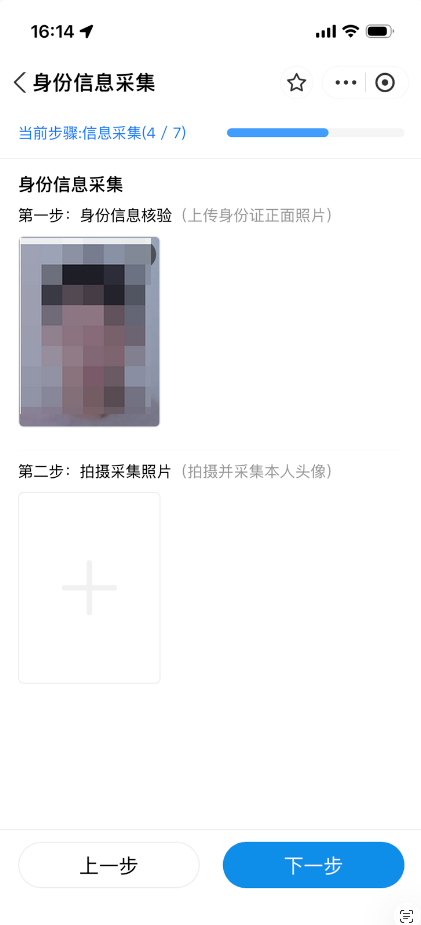 16:14
身份信息采集
当前步骤:信息采集(4 / 7)
身份信息采集
第一步：身份信息核验（上传身份证正面照片）
第二步：拍摄采集照片（拍摄并采集本人头像）
上一步
下一步